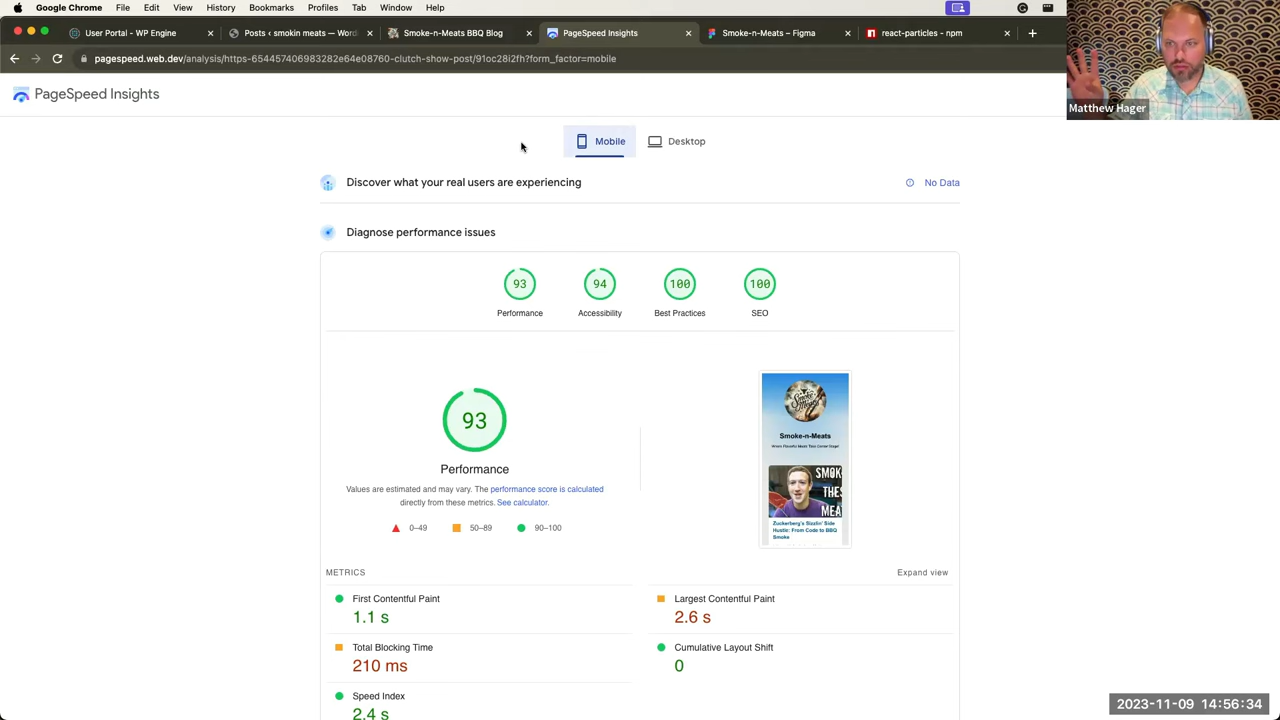 Google Chrome File Edit View History Bookmarks Profiles Tab Window Help
User Portal - WP Engine
Posts ‹ smokin meats — Word
Smoke-n-Meats BBQ Blog
PageSpeed Insights
Smoke-n-Meats – Figma
react-particles - npm
pagespeed.web.dev/analysis/https-654457406983282e64e08760-clutch-show-post/91oc28i2fh?form_factor=mobile
Matthew Hager
PageSpeed Insights
Mobile Desktop
Discover what your real users are experiencing
No Data
Diagnose performance issues
93 94 100 100
Performance Accessibility Best Practices SEO
93
Performance
Values are estimated and may vary. The performance score is calculated
directly from these metrics. See calculator.
0–49 50–89 90–100
Smoke-n-Meats
SMOK
THES
MEA
Zuckerberg's Sizzlin' Side
Hustle: From Code to BBQ
Smoke
METRICS
Expand view
First Contentful Paint
1.1 s
Largest Contentful Paint
2.6 s
Total Blocking Time
210 ms
Cumulative Layout Shift
0
Speed Index
2.4 s
2023-11-09 14:56:34